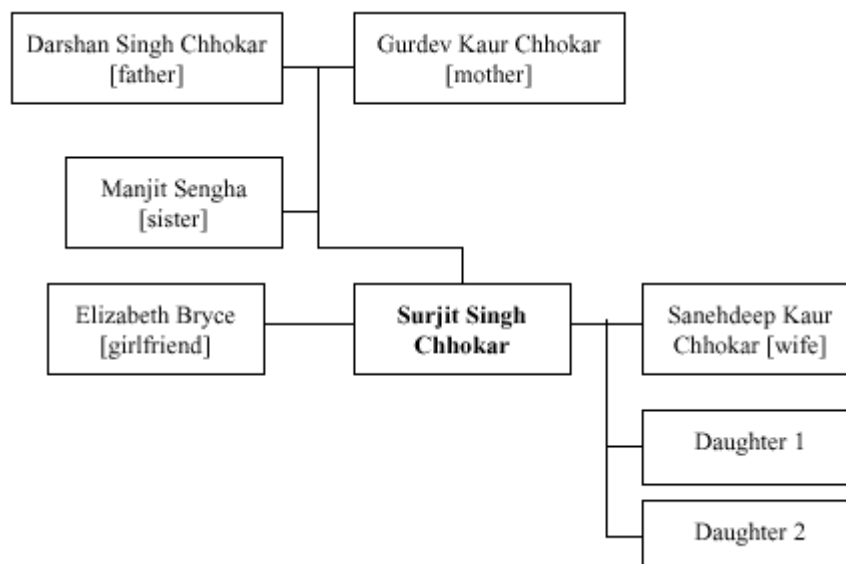 Darshan Singh Chhokar
[father]
Gurdev Kaur Chhokar
[mother]
Manjit Sengha
[sister]
Elizabeth Bryce
[girlfriend]
Surjit Singh
Chhokar
Sanehdeep Kaur
Chhokar [wife]
Daughter 1
Daughter 2